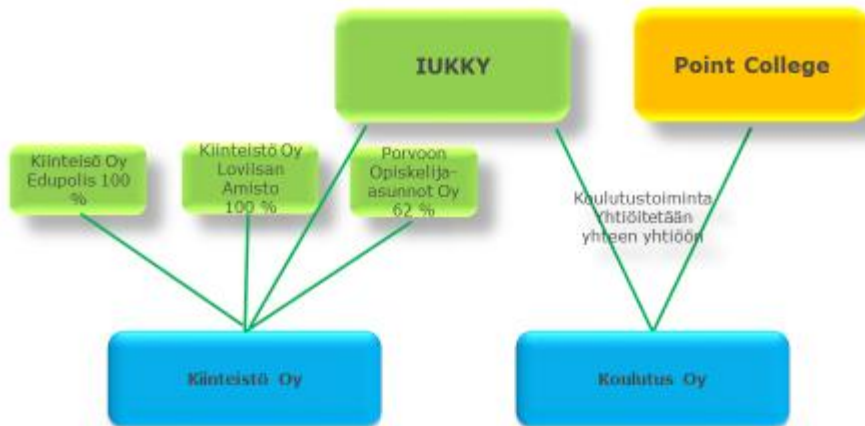 IUKKY
Point College
Kiinteisö Oy
Edupolis 100
%
Kiinteistö Oy
Loviisan
Amisto
100 %
Porvoon
Opiskelija-
asunnot Oy
62 %
Koulutustoiminta
Yhtiöitetään
yhteen yhtiöön
Kiinteistö Oy
Koulutus Oy